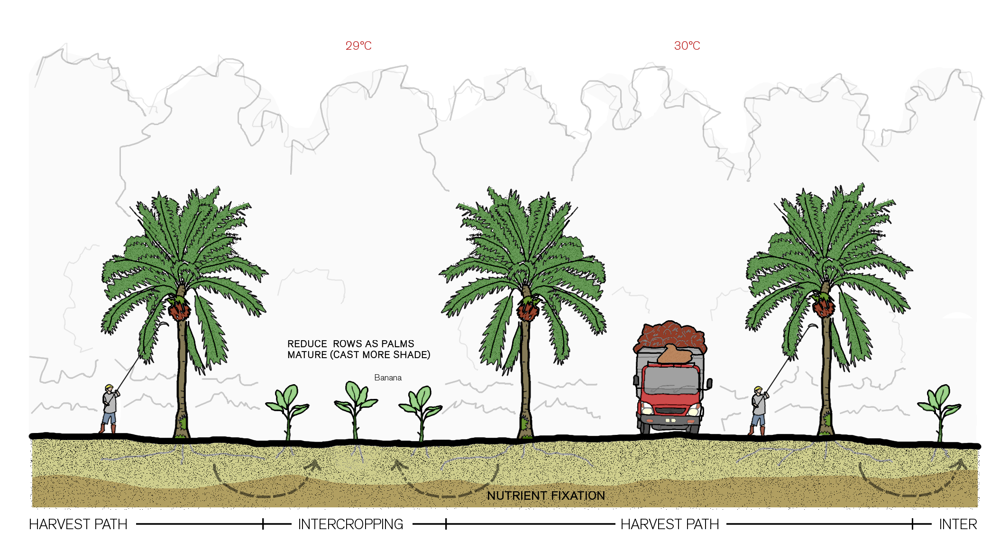 29°C
30°C
REDUCE ROWS AS PALMS
MATURE (CAST MORE SHADE)
Banana
NUTRIENT FIXATION
HARVEST PATH
INTERCROPPING
HARVEST PATH
INTER